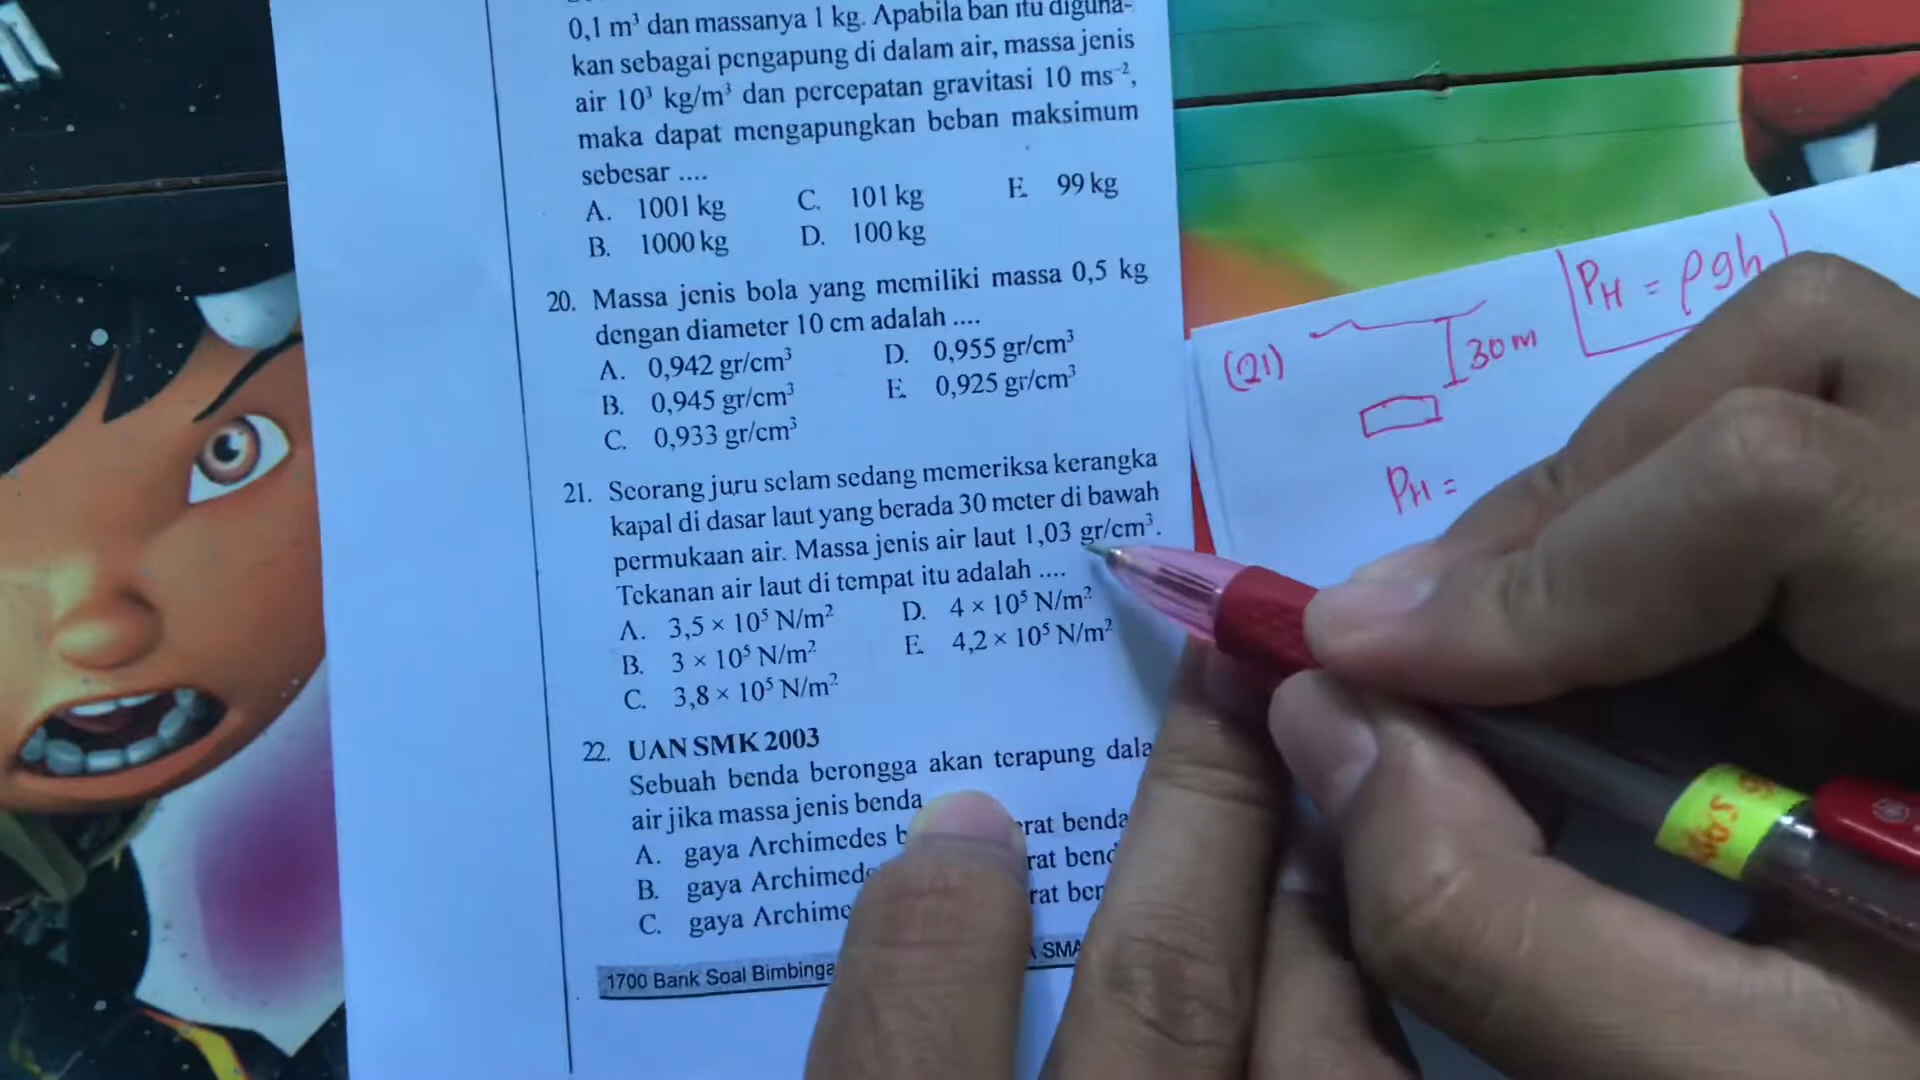 0,1 m³ dan massanya 1 kg. Apabila ban itu diguna-
kan sebagai pengapung di dalam air, massa jenis
air 10³ kg/m³ dan percepatan gravitasi 10 ms⁻²,
maka dapat mengapungkan beban maksimum
sebesar ....
A. 1001 kg C. 101 kg E. 99 kg
B. 1000 kg D. 100 kg
20. Massa jenis bola yang memiliki massa 0,5 kg
dengan diameter 10 cm adalah ....
A. 0,942 gr/cm³ D. 0,955 gr/cm³
B. 0,945 gr/cm³ E. 0,925 gr/cm³
C. 0,933 gr/cm³
21. Seorang juru selam sedang memeriksa kerangka
kapal di dasar laut yang berada 30 meter di bawah
permukaan air. Massa jenis air laut 1,03 gr/cm³.
Tekanan air laut di tempat itu adalah ....
A. 3,5 × 10⁵ N/m² D. 4 × 10⁵ N/m²
B. 3 × 10⁵ N/m² E. 4,2 × 10⁵ N/m²
C. 3,8 × 10⁵ N/m²
22. UAN SMK 2003
Sebuah benda berongga akan terapung dala
air jika massa jenis benda
A. gaya Archimedes b rat benda
B. gaya Archimed rat bend
C. gaya Archime rat ber
1700 Bank Soal Bimbinga SMA
(21) 30 m P_H = ρgh
P_H =